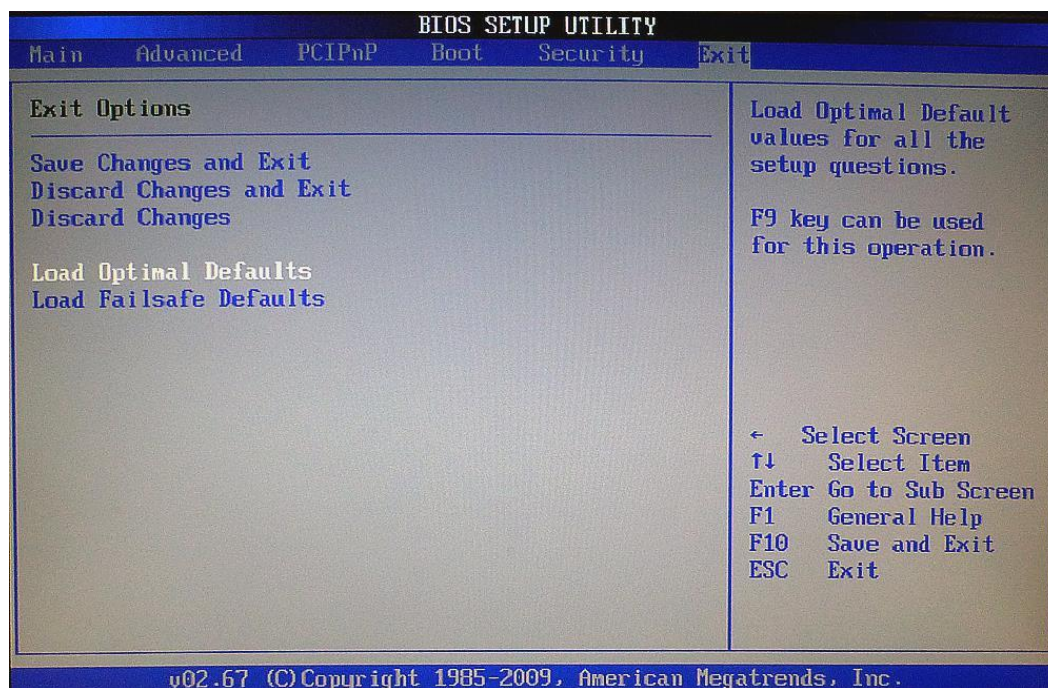 BIOS SETUP UTILITY
Main Advanced PCIPnP Boot Security Exit
Exit Options
Save Changes and Exit
Discard Changes and Exit
Discard Changes
Load Optimal Defaults
Load Failsafe Defaults
Load Optimal Default
values for all the
setup questions.
F9 key can be used
for this operation.
← Select Screen
↑↓ Select Item
Enter Go to Sub Screen
F1 General Help
F10 Save and Exit
ESC Exit
v02.67 (C)Copyright 1985-2009, American Megatrends, Inc.